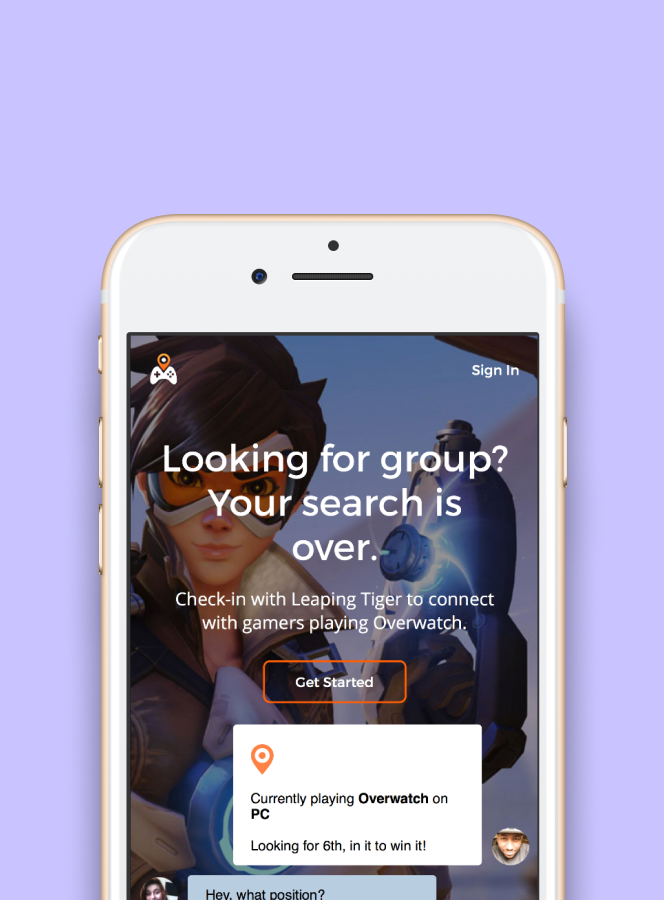 Sign In
Looking for group?
Your search is
over.
Check-in with Leaping Tiger to connect
with gamers playing Overwatch.
Get Started
Currently playing Overwatch on
PC
Looking for 6th, in it to win it!
Hey, what position?